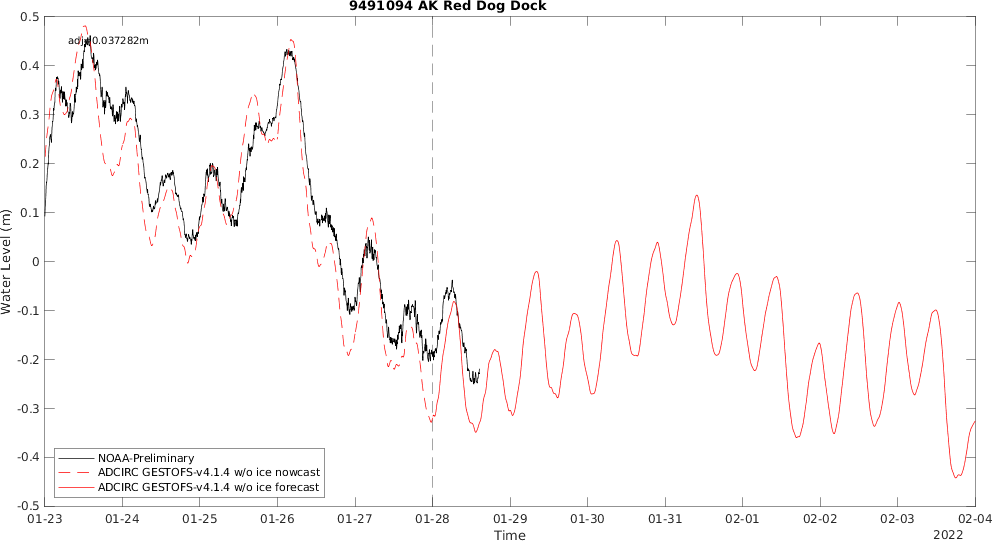 9491094 AK Red Dog Dock
adj=0.037282m
Water Level (m)
0.5
0.4
0.3
0.2
0.1
0
-0.1
-0.2
-0.3
-0.4
-0.5
NOAA-Preliminary
ADCIRC GESTOFS-v4.1.4 w/o ice nowcast
ADCIRC GESTOFS-v4.1.4 w/o ice forecast
01-23 01-24 01-25 01-26 01-27 01-28 01-29 01-30 01-31 02-01 02-02 02-03 02-04
Time
2022